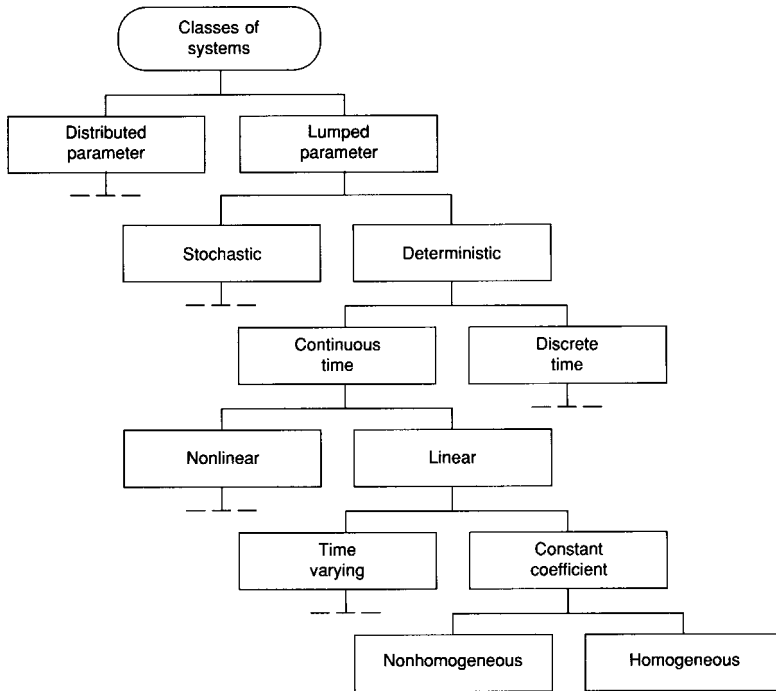 Classes of
systems
Distributed
parameter
Lumped
parameter
Stochastic
Deterministic
Continuous
time
Discrete
time
Nonlinear
Linear
Time
varying
Constant
coefficient
Nonhomogeneous
Homogeneous